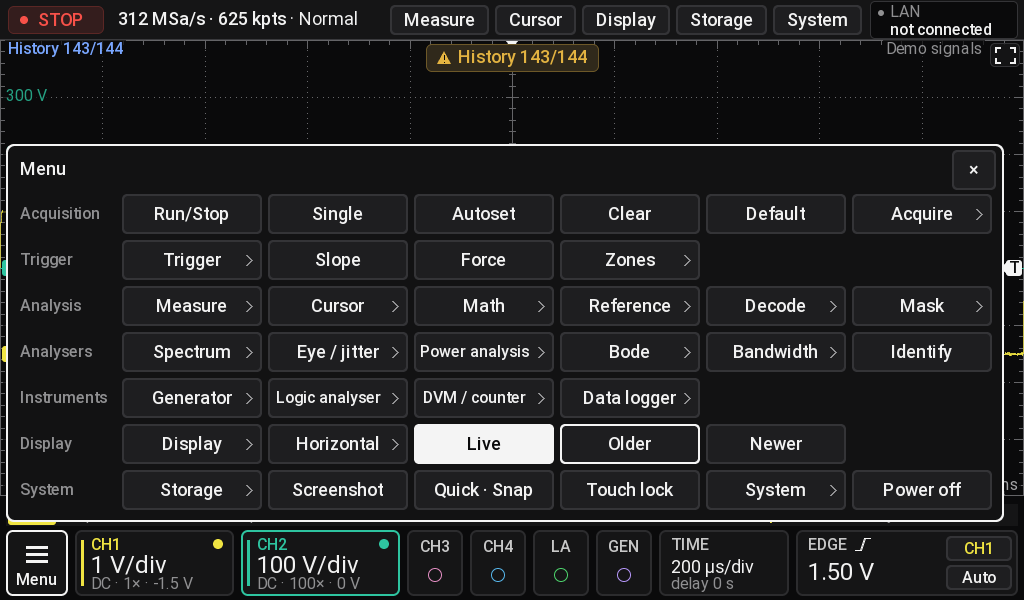 STOP
312 MSa/s · 625 kpts · Normal
Measure
Cursor
Display
Storage
System
LAN
not connected
History 143/144
History 143/144
Demo signals
300 V
Menu
×
Acquisition
Run/Stop
Single
Autoset
Clear
Default
Acquire
Trigger
Trigger
Slope
Force
Zones
T
Analysis
Measure
Cursor
Math
Reference
Decode
Mask
Analysers
Spectrum
Eye / jitter
Power analysis
Bode
Bandwidth
Identify
Instruments
Generator
Logic analyser
DVM / counter
Data logger
Display
Display
Horizontal
Live
Older
Newer
System
Storage
Screenshot
Quick · Snap
Touch lock
System
Power off
Menu
CH1
1 V/div
DC · 1× · -1.5 V
CH2
100 V/div
DC · 100× · 0 V
CH3
CH4
LA
GEN
TIME
200 µs/div
delay 0 s
EDGE
1.50 V
CH1
Auto